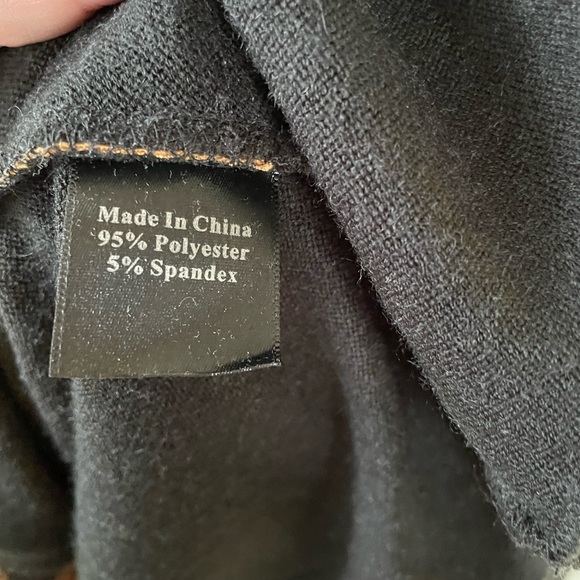 Made In China
95% Polyester
5% Spandex